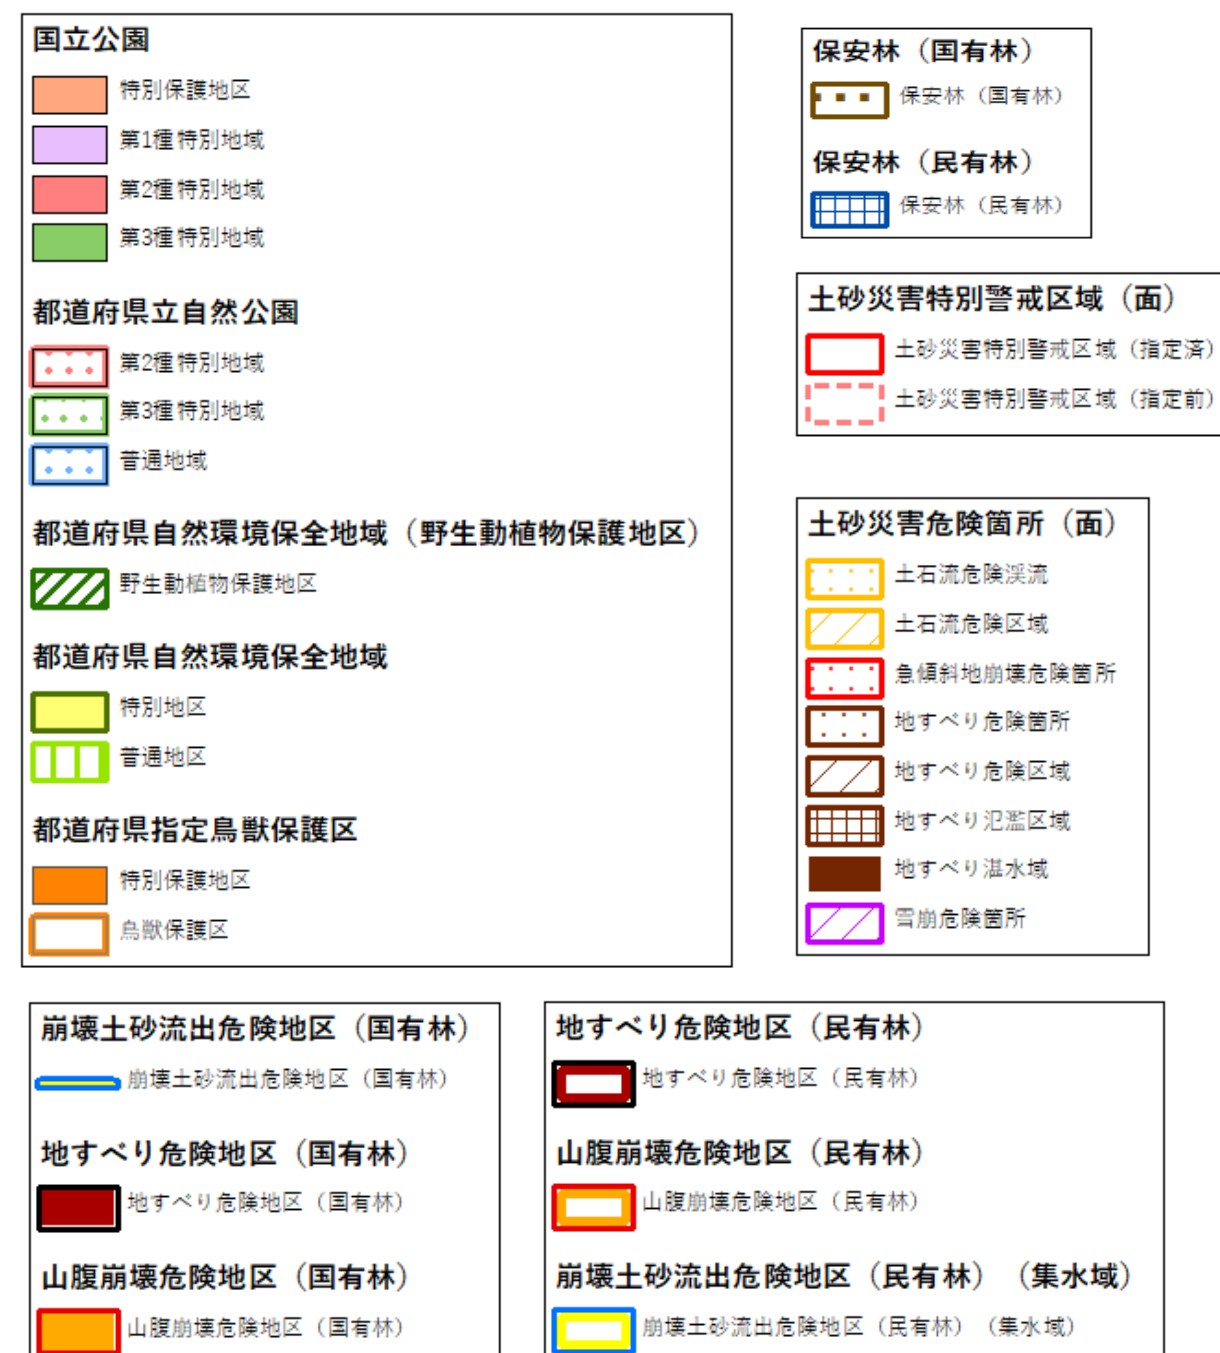 国立公園
特別保護地区
第1種特別地域
第2種特別地域
第3種特別地域
都道府県立自然公園
第2種特別地域
第3種特別地域
普通地域
都道府県自然環境保全地域（野生動植物保護地区）
野生動植物保護地区
都道府県自然環境保全地域
特別地区
普通地区
都道府県指定鳥獣保護区
特別保護地区
鳥獣保護区
保安林（国有林）
保安林（国有林）
保安林（民有林）
保安林（民有林）
土砂災害特別警戒区域（面）
土砂災害特別警戒区域（指定済）
土砂災害特別警戒区域（指定前）
土砂災害危険箇所（面）
土石流危険渓流
土石流危険区域
急傾斜地崩壊危険箇所
地すべり危険箇所
地すべり危険区域
地すべり氾濫区域
地すべり湛水域
雪崩危険箇所
崩壊土砂流出危険地区（国有林）
崩壊土砂流出危険地区（国有林）
地すべり危険地区（国有林）
地すべり危険地区（国有林）
山腹崩壊危険地区（国有林）
山腹崩壊危険地区（国有林）
地すべり危険地区（民有林）
地すべり危険地区（民有林）
山腹崩壊危険地区（民有林）
山腹崩壊危険地区（民有林）
崩壊土砂流出危険地区（民有林）（集水域）
崩壊土砂流出危険地区（民有林）（集水域）